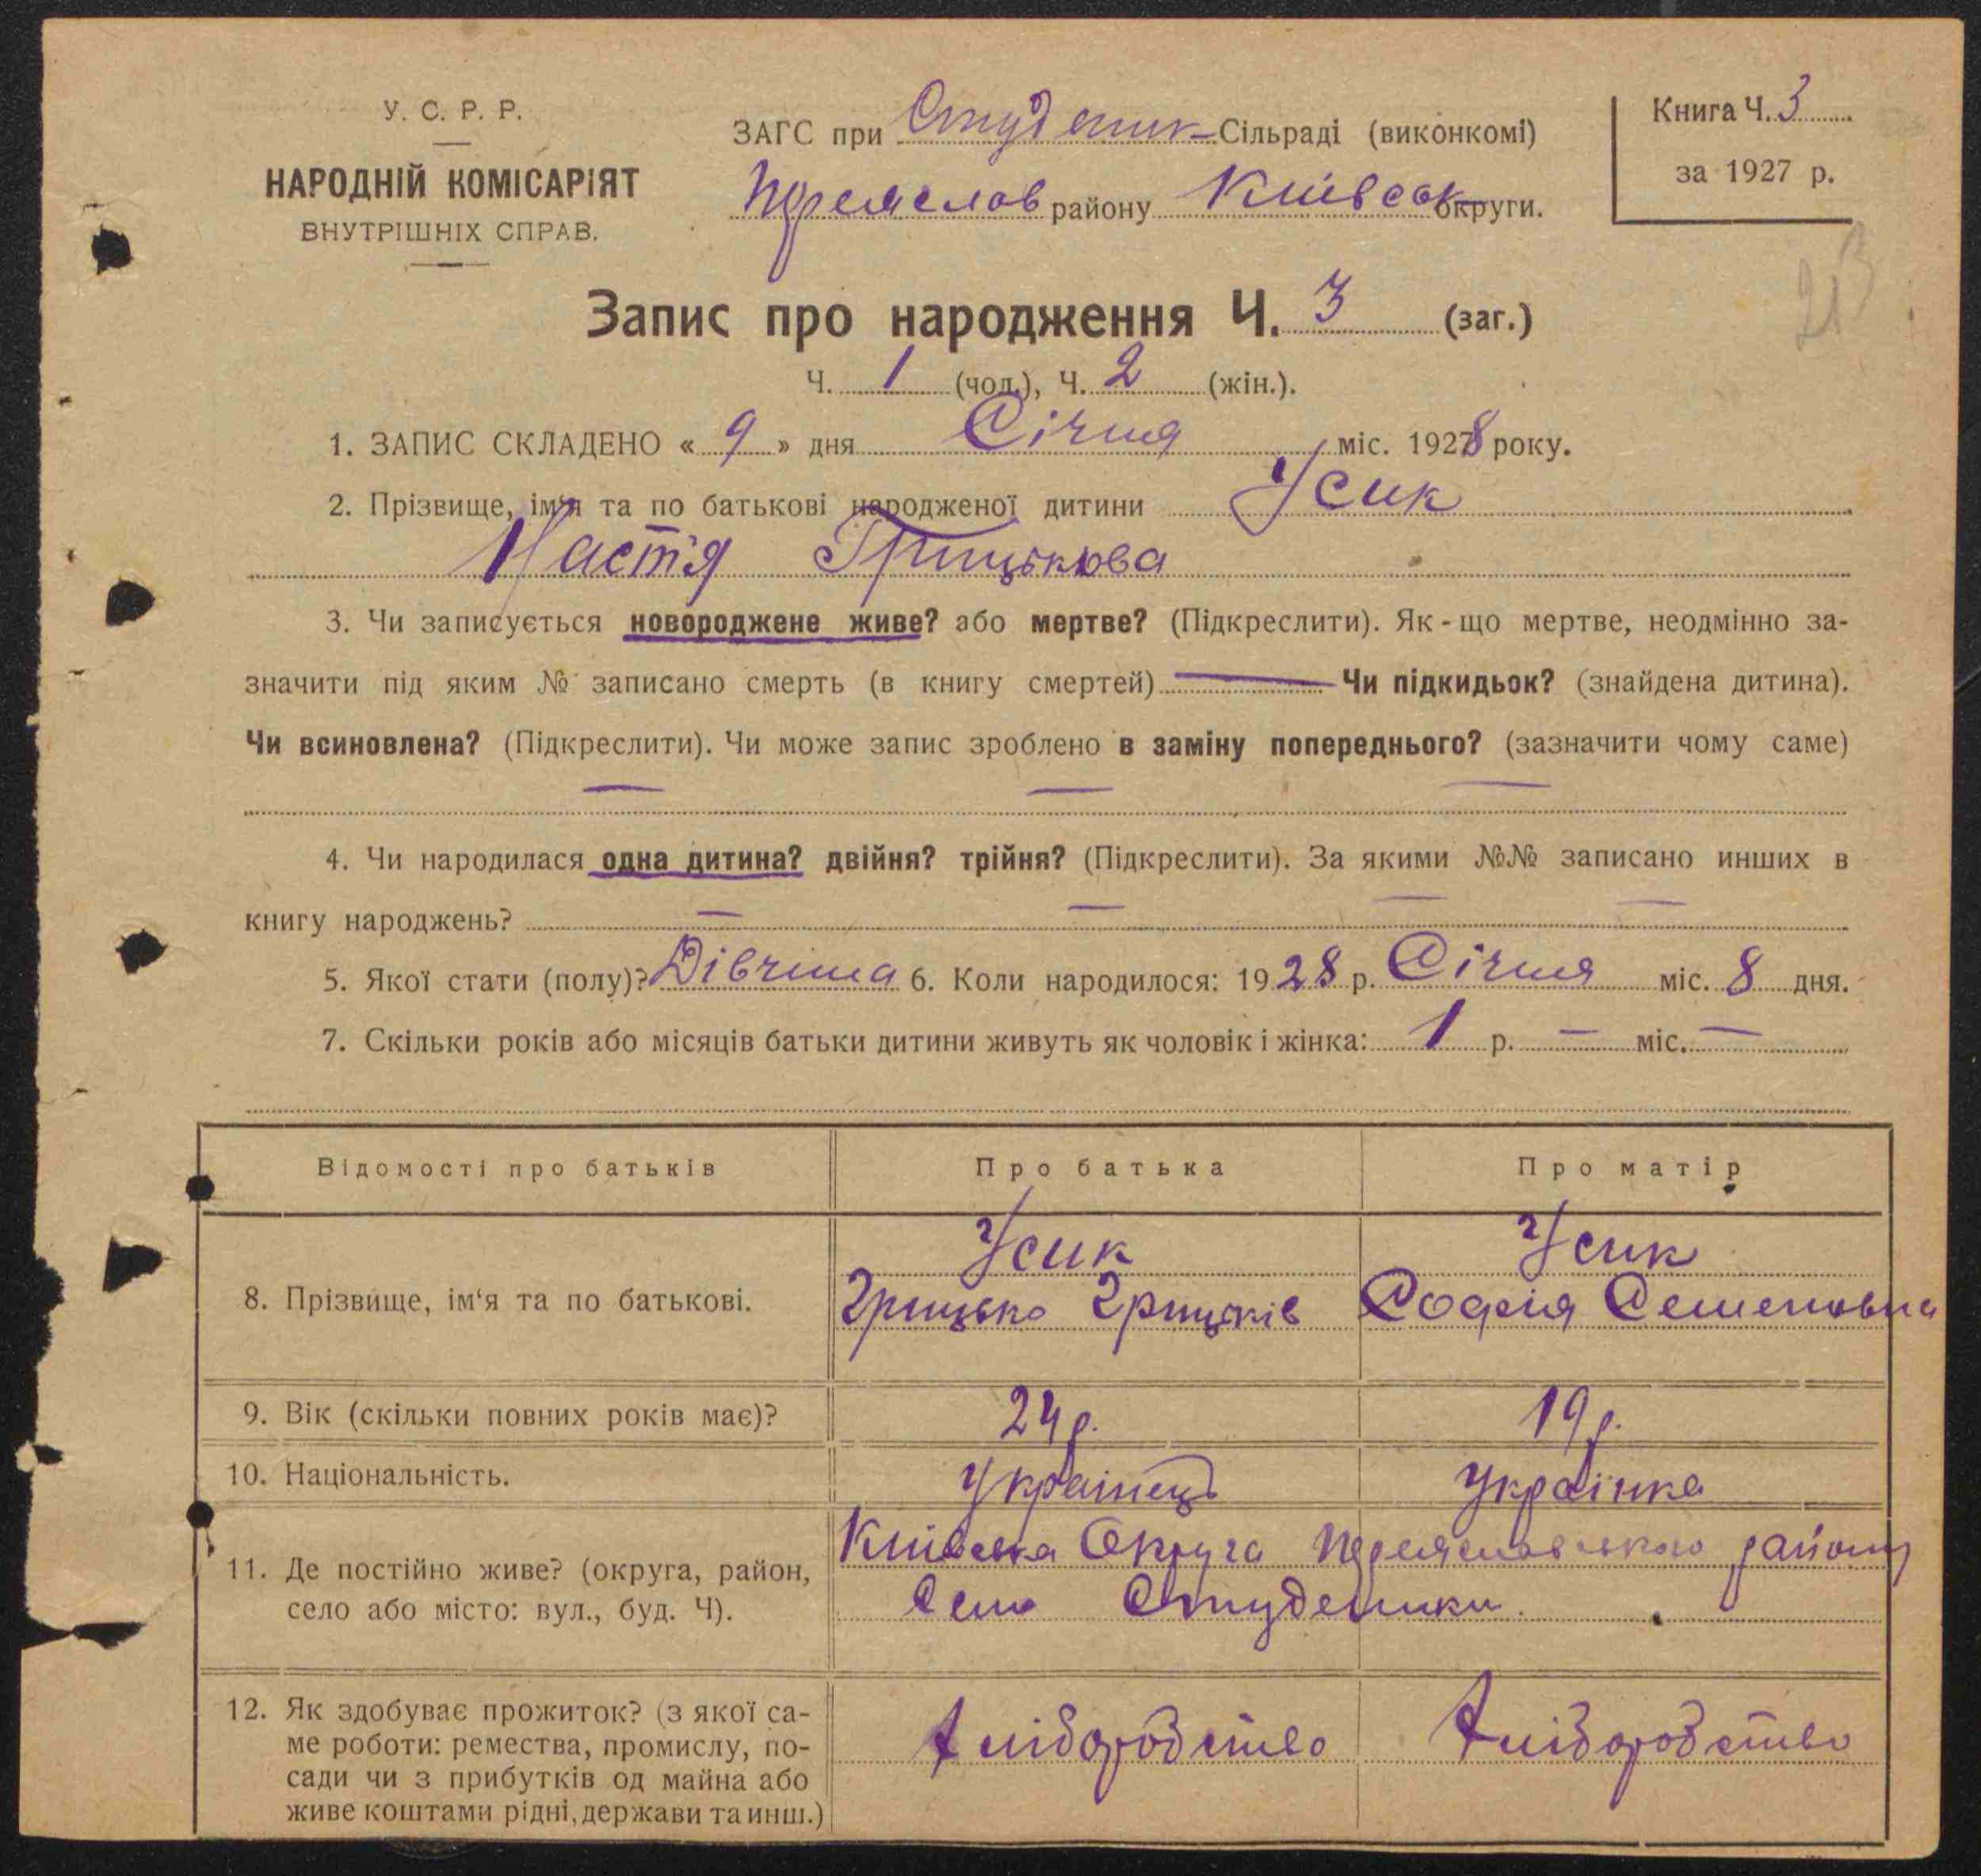 У. С. Р. Р.
НАРОДНІЙ КОМІСАРІЯТ
ВНУТРІШНІХ СПРАВ.
ЗАГС при Студеник Сільраді (виконкомі)
Переяслов району Київськ округи.
Книга Ч. 3
за 1927 р.
213
Запис про народження Ч. 3 (заг.)
Ч. 1 (чол.), Ч. 2 (жін.).
1. ЗАПИС СКЛАДЕНО « 9 » дня Січня міс. 1928 року.
2. Прізвище, ім'я та по батькові народженої дитини Усик
Настя Грицькова
3. Чи записується новороджене живе? або мертве? (Підкреслити). Як-що мертве, неодмінно за-
значити під яким № записано смерть (в книгу смертей) — Чи підкидьок? (знайдена дитина).
Чи всиновлена? (Підкреслити). Чи може запис зроблено в заміну попереднього? (зазначити чому саме)
— — —
4. Чи народилася одна дитина? двійня? трійня? (Підкреслити). За якими №№ записано инших в
книгу народжень? — — — —
5. Якої стати (полу)? Дівчина 6. Коли народилося: 1928 р. Січня міс. 8 дня.
7. Скільки років або місяців батьки дитини живуть як чоловік і жінка: 1 р. — міс. —
Відомості про батьків Про батька Про матір
8. Прізвище, ім'я та по батькові.
Усик
Грицько Грицьків
Усик
Софія Семеновна
9. Вік (скільки повних років має)? 24 р. 19 р.
10. Національність. Українець Українка
11. Де постійно живе? (округа, район,
село або місто: вул., буд. Ч).
Київська Округа Переяславського району
Село Студеники.
12. Як здобуває прожиток? (з якої са-
ме роботи: ремества, промислу, по-
сади чи з прибутків од майна або
живе коштами рідні, держави та инш.)
Хліборобство Хліборобство